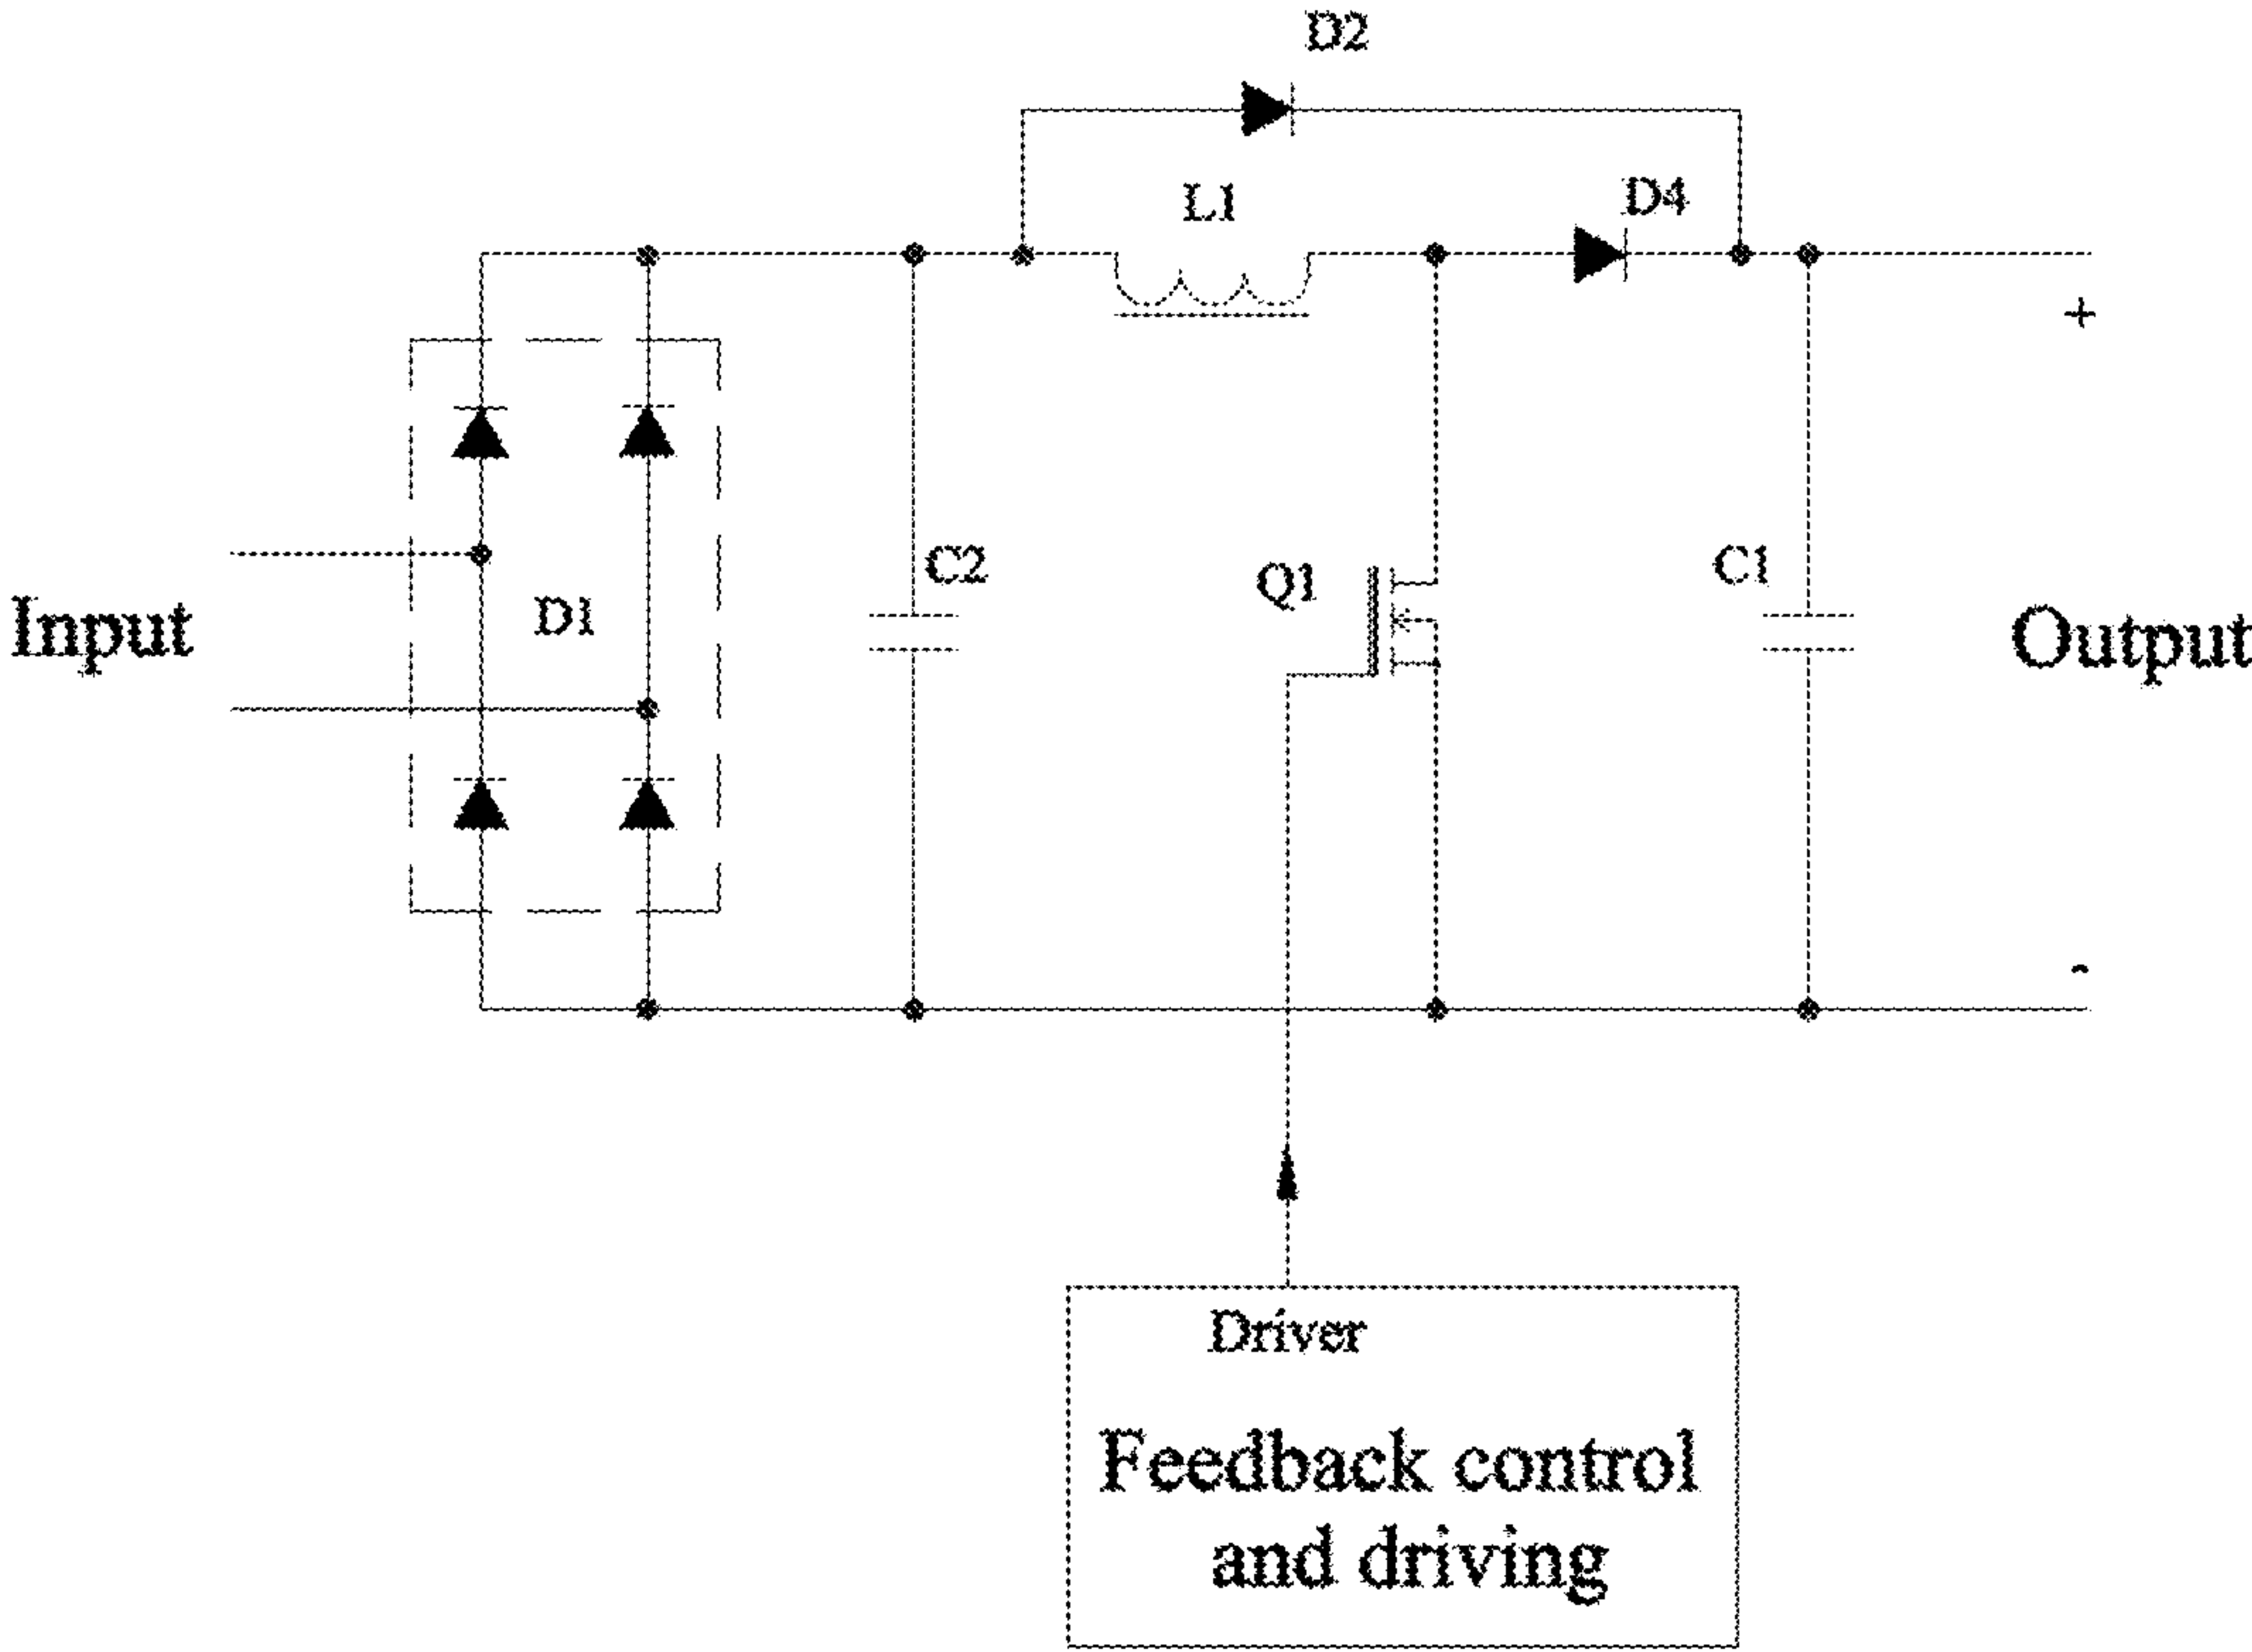 D2
L1
D4
+
C2
Q1
C1
D1
Input
Output
-
Driver
Feedback control
and driving